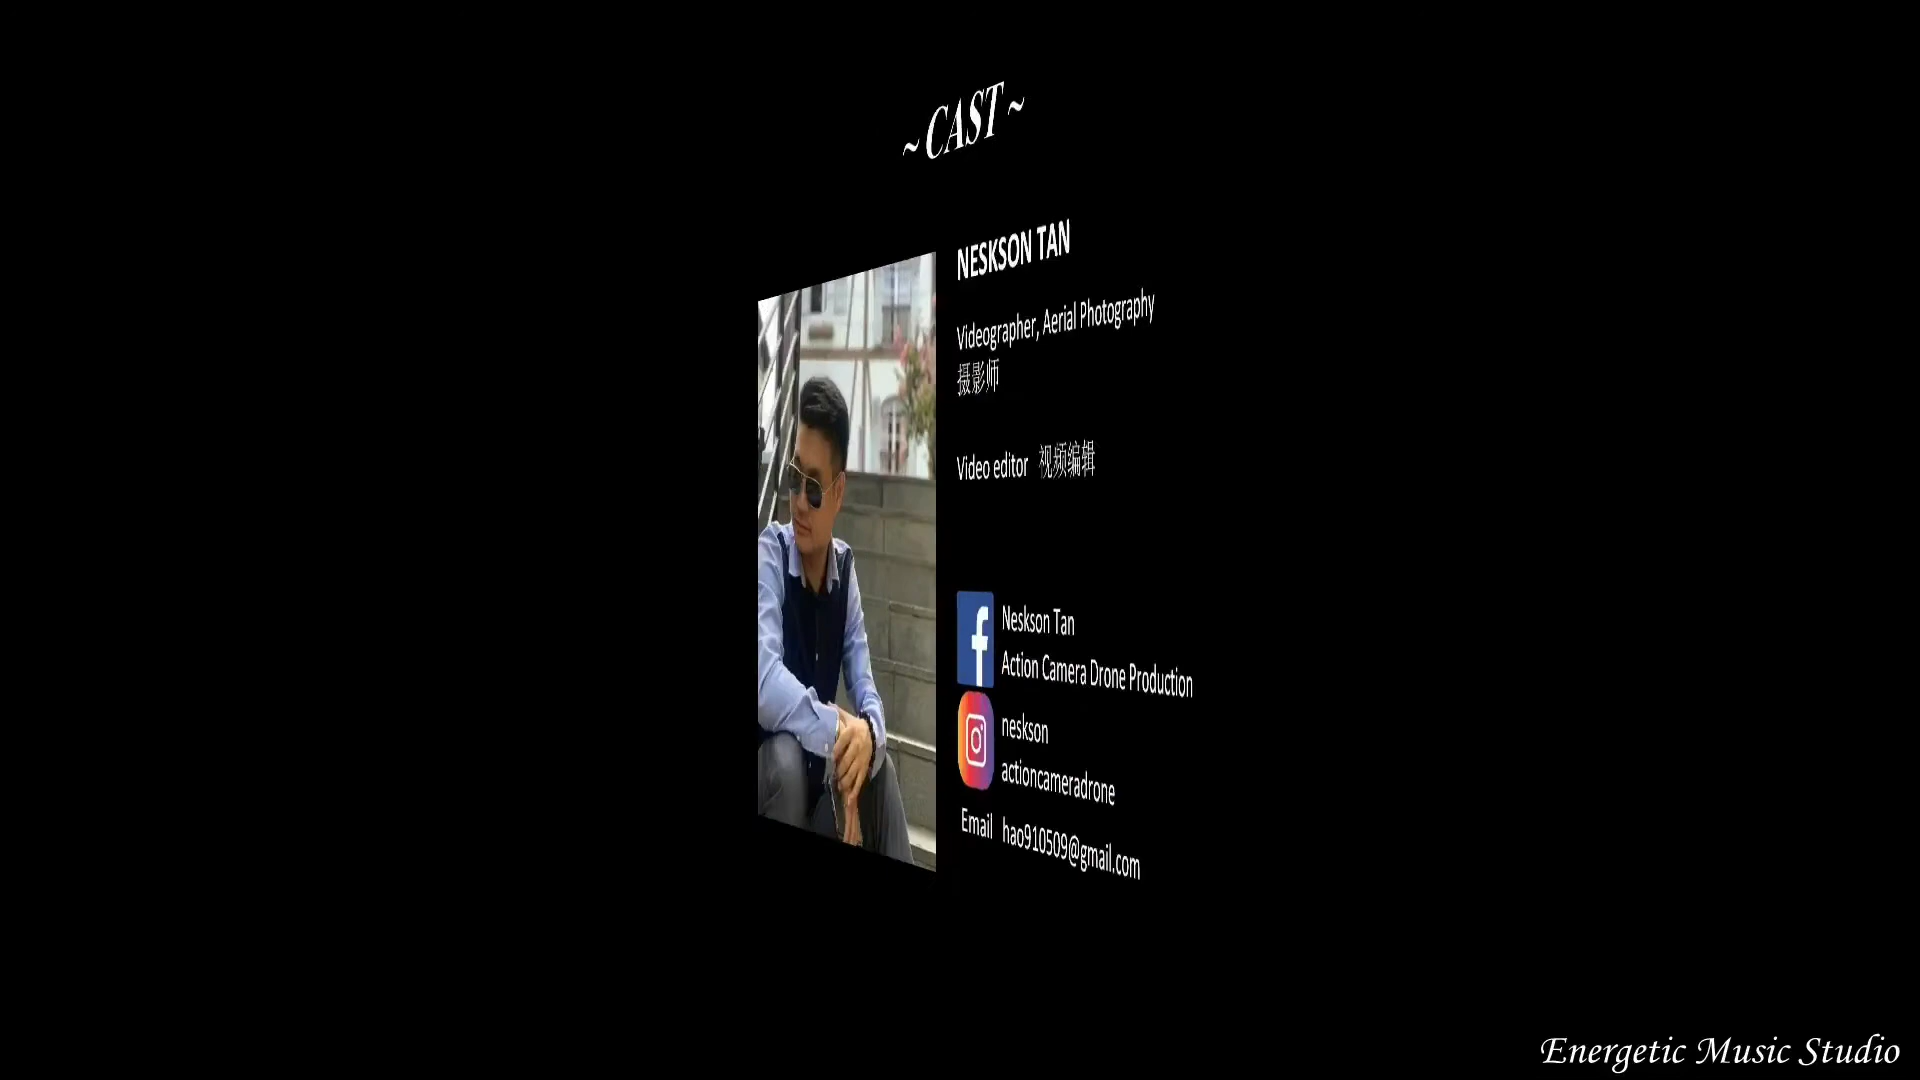 ~CAST~
NESKSON TAN
Videographer, Aerial Photography
摄影师
Video editor 视频编辑
Neskson Tan
Action Camera Drone Production
neskson
actioncameradrone
Email hao910509@gmail.com
Energetic Music Studio